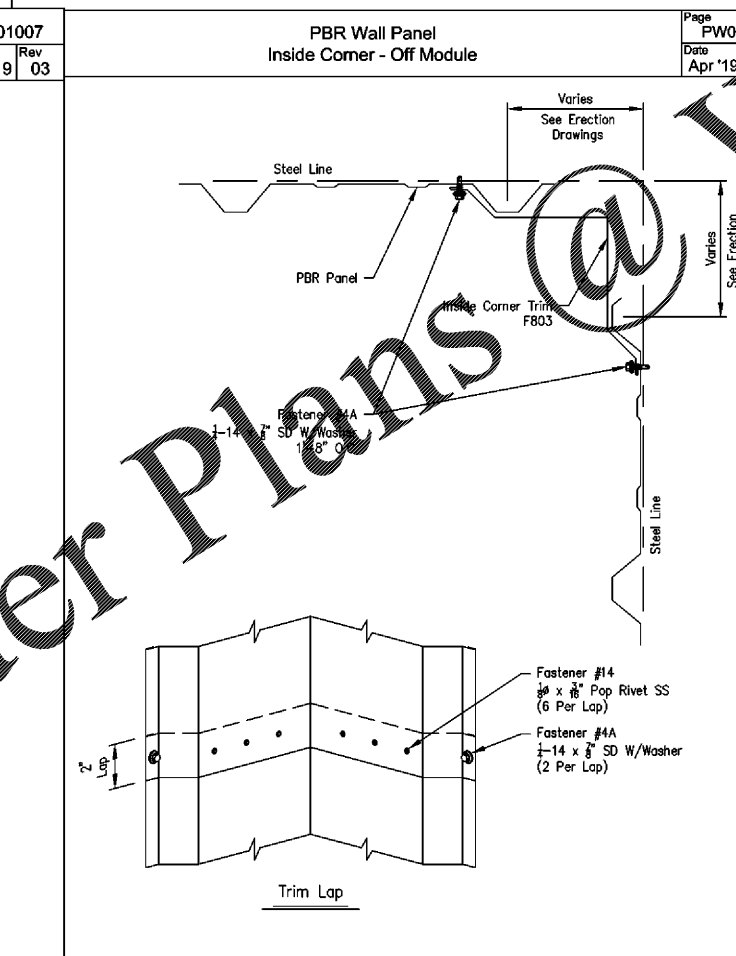 01007
Rev
9 03
PBR Wall Panel
Inside Corner - Off Module
Page
PW0
Date
Apr '19
Varies
See Erection
Drawings
Steel Line
PBR Panel
Inside Corner Trim
F803
Varies
See Erection
Fastener #4A
1/4-14 x 7/8" SD W/Washer
Steel Line
Fastener #14
1/8ø x 3/16" Pop Rivet SS
(6 Per Lap)
Fastener #4A
1/4-14 x 7/8" SD W/Washer
(2 Per Lap)
2"
Lap
Trim Lap
er Plans @